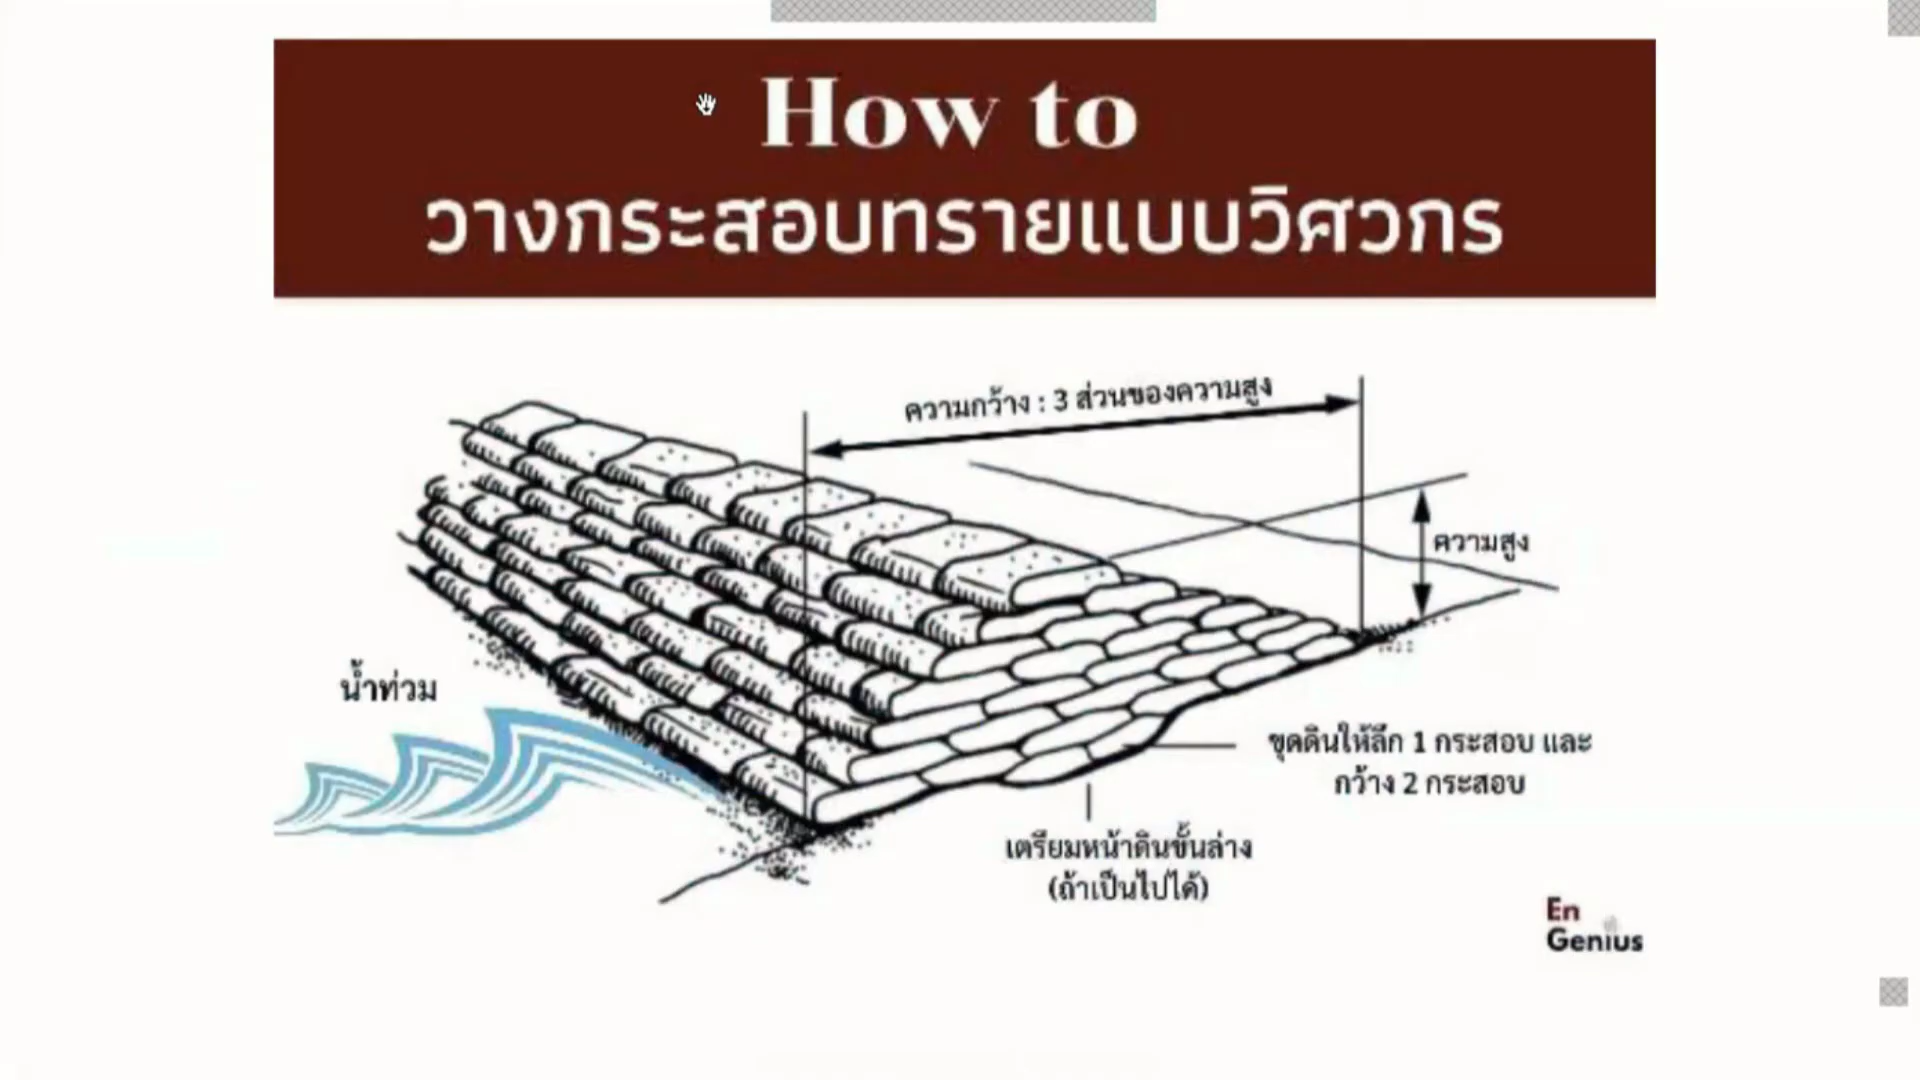 How to
วางกระสอบทรายแบบวิศวกร
ความกว้าง : 3 ส่วนของความสูง
ความสูง
น้ำท่วม
ขุดดินให้ลึก 1 กระสอบ และ
กว้าง 2 กระสอบ
เตรียมหน้าดินชั้นล่าง
(ถ้าเป็นไปได้)
En
Genius